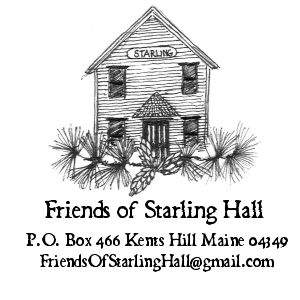 STARLING
Friends of Starling Hall
P.O. Box 466 Kents Hill Maine 04349
FriendsOfStarlingHall@gmail.com